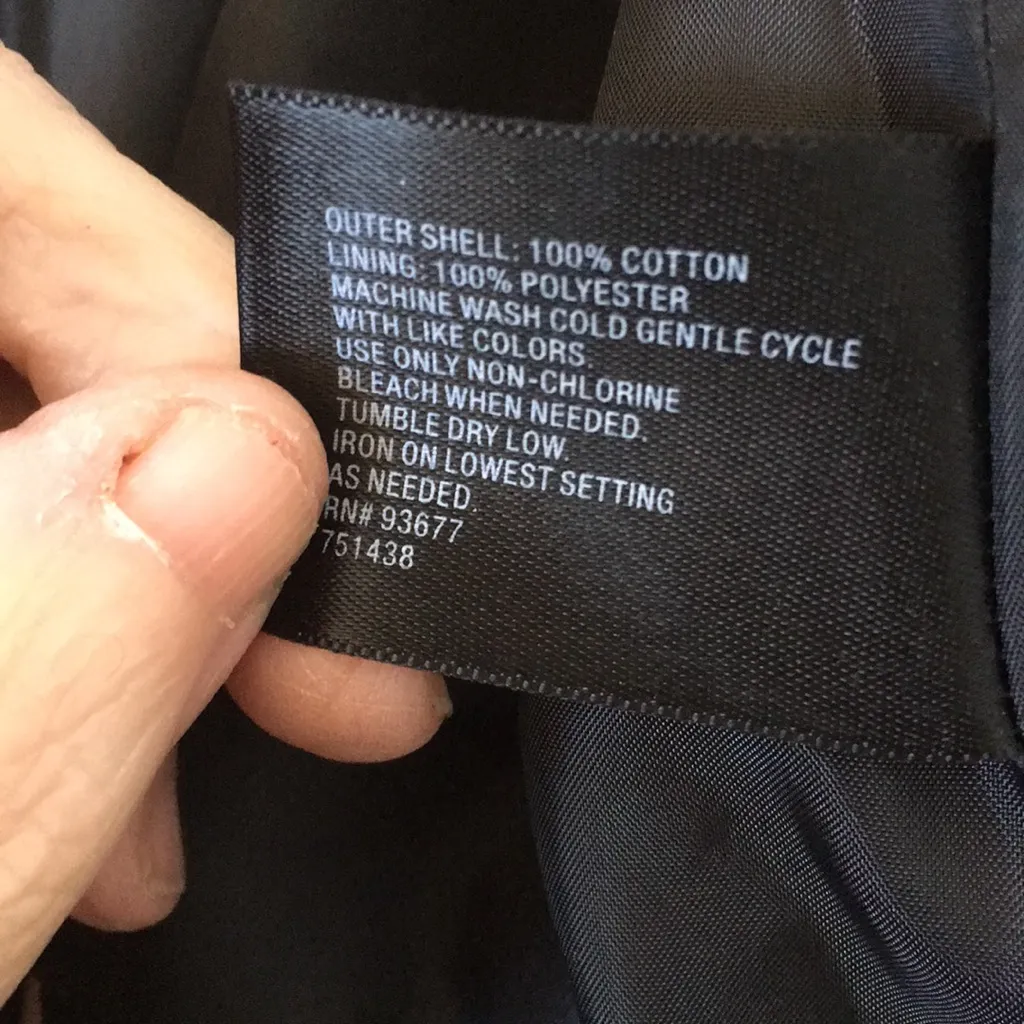 OUTER SHELL: 100% COTTON
LINING: 100% POLYESTER
MACHINE WASH COLD GENTLE CYCLE
WITH LIKE COLORS.
USE ONLY NON-CHLORINE
BLEACH WHEN NEEDED.
TUMBLE DRY LOW.
IRON ON LOWEST SETTING
AS NEEDED.
RN# 93677
751438